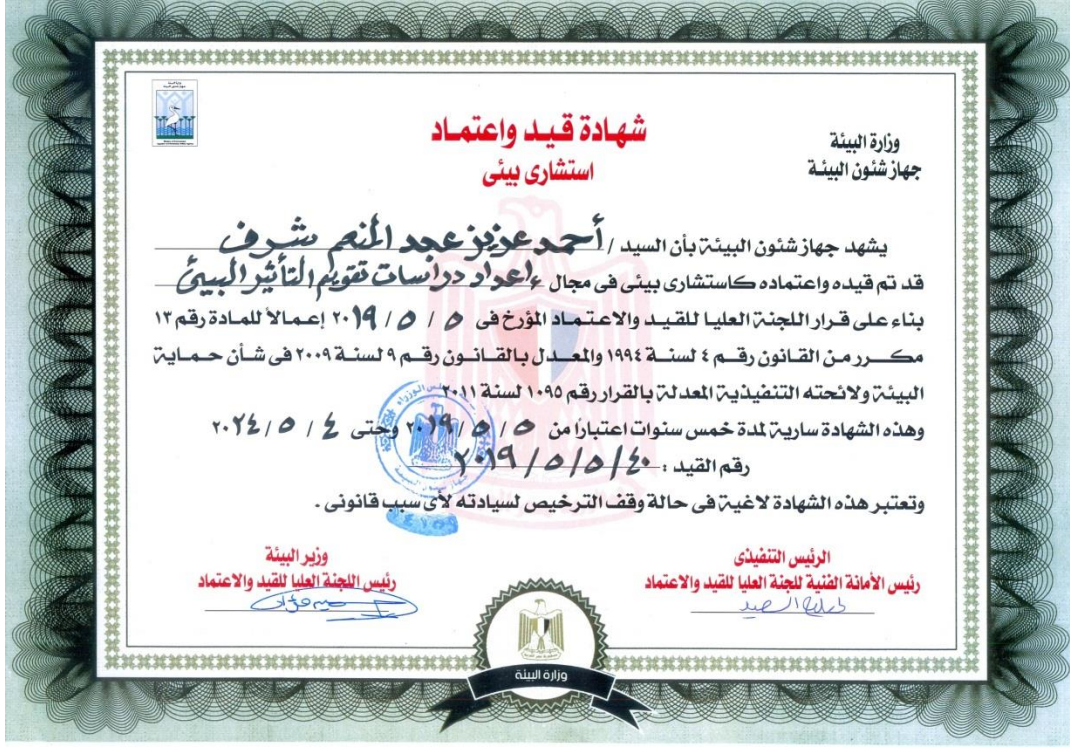 وزارة البيئة
جهاز شئون البيئة
شهادة قيد واعتماد
استشارى بيئى
يشهد جهاز شئون البيئة بأن السيد / أحمد عزيز عبد المنعم شرف
قد تم قيده واعتماده كاستشارى بيئى فى مجال / إعداد دراسات تقويم التأثير البيئى
بناء على قرار اللجنة العليا للقيد والاعتماد المؤرخ فى ٥ / ٥ / ٢٠١٩ إعمالاً للمادة رقم ١٣
مكرر من القانون رقم ٤ لسنة ١٩٩٤ والمعدل بالقانون رقم ٩ لسنة ٢٠٠٩ فى شأن حماية
البيئة ولائحته التنفيذية المعدلة بالقرار رقم ١٠٩٥ لسنة ٢٠١١
وهذه الشهادة سارية لمدة خمس سنوات اعتبارًا من ٥ / ٥ / ٢٠١٩ وحتى ٤ / ٥ / ٢٠٢٤
رقم القيد : ٤٠ / ٥ / ٥ / ٢٠١٩
وتعتبر هذه الشهادة لاغية فى حالة وقف الترخيص لسيادته لأى سبب قانونى .
الرئيس التنفيذى
رئيس الأمانة الفنية للجنة العليا للقيد والاعتماد
وزير البيئة
رئيس اللجنة العليا للقيد والاعتماد
وزارة البيئة